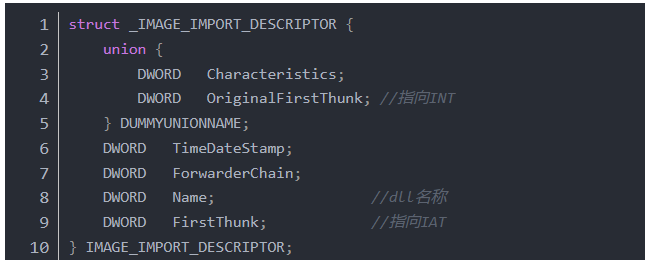 1 struct _IMAGE_IMPORT_DESCRIPTOR {
2 union {
3 DWORD Characteristics;
4 DWORD OriginalFirstThunk; //指向INT
5 } DUMMYUNIONNAME;
6 DWORD TimeDateStamp;
7 DWORD ForwarderChain;
8 DWORD Name; //dll名称
9 DWORD FirstThunk; //指向IAT
10 } IMAGE_IMPORT_DESCRIPTOR;